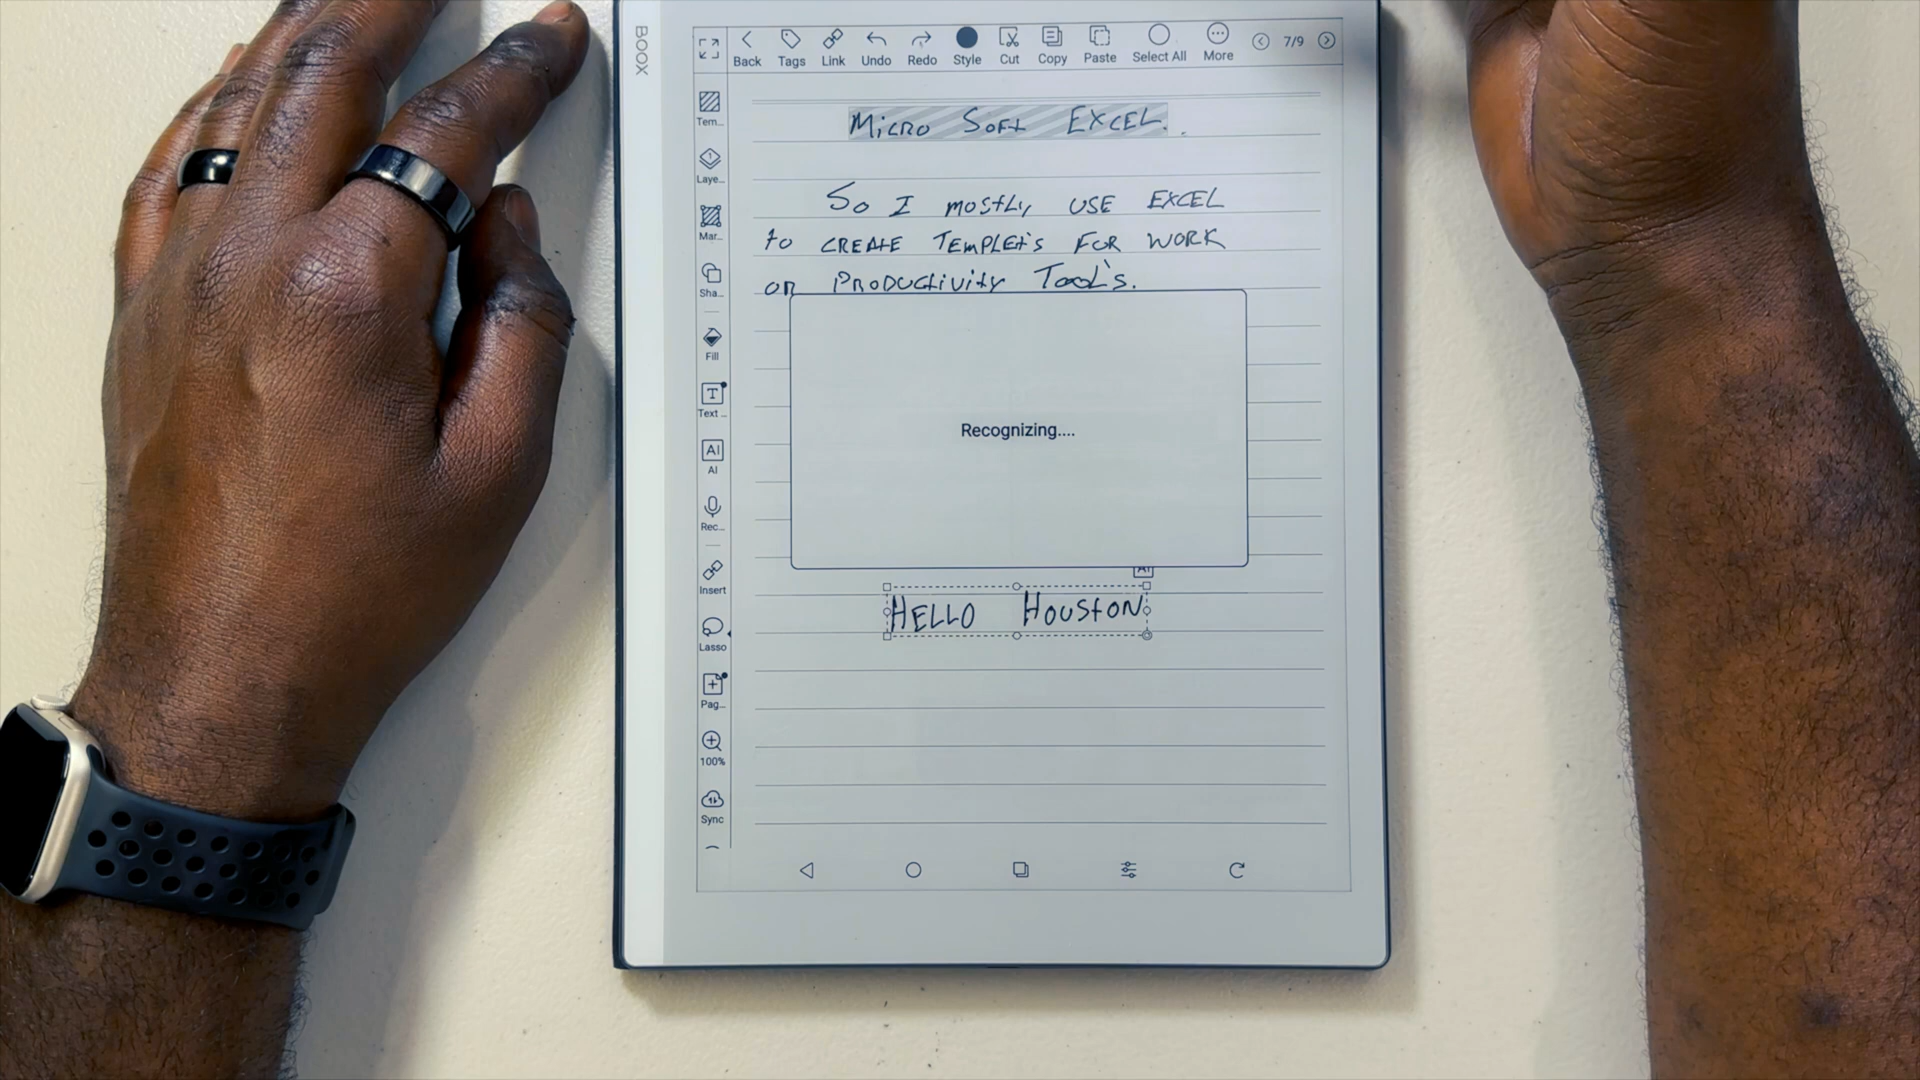 BOOX
Back Tags Link Undo Redo Style Cut Copy Paste Select All More 7/9
Tem...
Laye...
Mar...
Sha...
Fill
Text ...
AI
AI
Rec...
Insert
Lasso
Pag...
100%
Sync
MICRO SOFt EXCEL.
So I mostly USE EXCEL
to CREAtE TEMPLEt's FOR WORK
on PRODUCtivity Tool's.
Recognizing....
AI
HELLO HOUStON